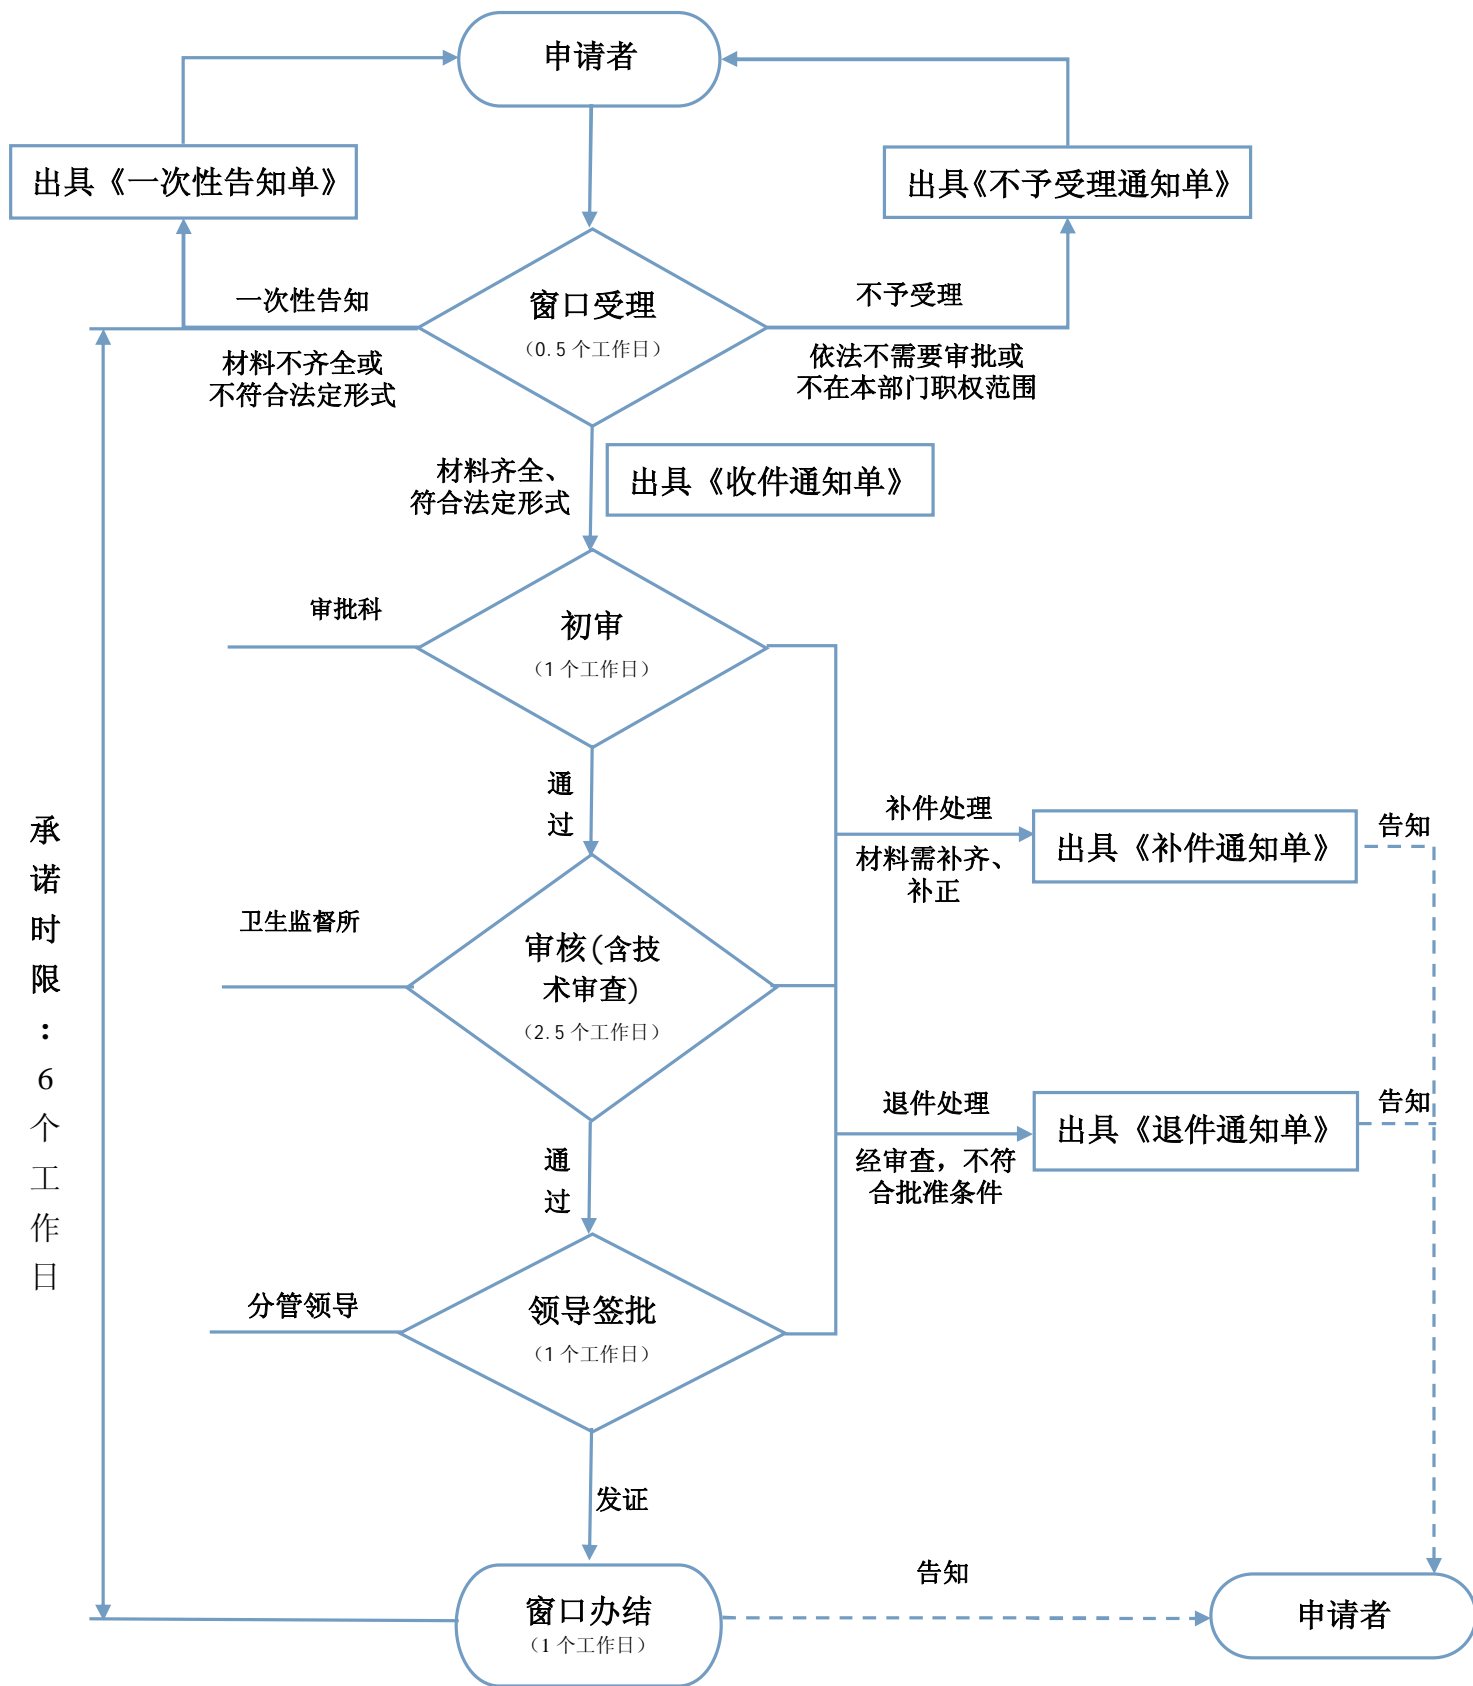 申请者
出具《一次性告知单》
出具《不予受理通知单》
一次性告知
窗口受理
（0.5 个工作日）
不予受理
材料不齐全或
不符合法定形式
依法不需要审批或
不在本部门职权范围
材料齐全、
符合法定形式
出具《收件通知单》
审批科
初审
（1 个工作日）
通
过
补件处理
材料需补齐、
补正
出具《补件通知单》
告知
卫生监督所
审核(含技
术审查)
（2.5 个工作日）
承
诺
时
限
：
6
个
工
作
日
退件处理
经审查，不符
合批准条件
出具《退件通知单》
告知
通
过
分管领导
领导签批
（1 个工作日）
发证
窗口办结
（1 个工作日）
告知
申请者